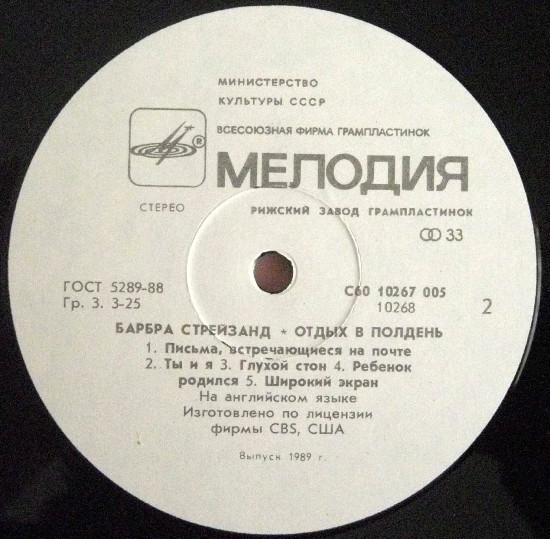 МИНИСТЕРСТВО
КУЛЬТУРЫ СССР
ВСЕСОЮЗНАЯ ФИРМА ГРАМПЛАСТИНОК
®
МЕЛОДИЯ
СТЕРЕО
РИЖСКИЙ ЗАВОД ГРАМПЛАСТИНОК
33
ГОСТ 5289-88
Гр. 3. 3-25
С60 10267 005
10268
2
БАРБРА СТРЕЙЗАНД * ОТДЫХ В ПОЛДЕНЬ
1. Письма, встречающиеся на почте
2. Ты и я 3. Глухой стон 4. Ребенок
родился 5. Широкий экран
На английском языке
Изготовлено по лицензии
фирмы CBS, США
Выпуск 1989 г.